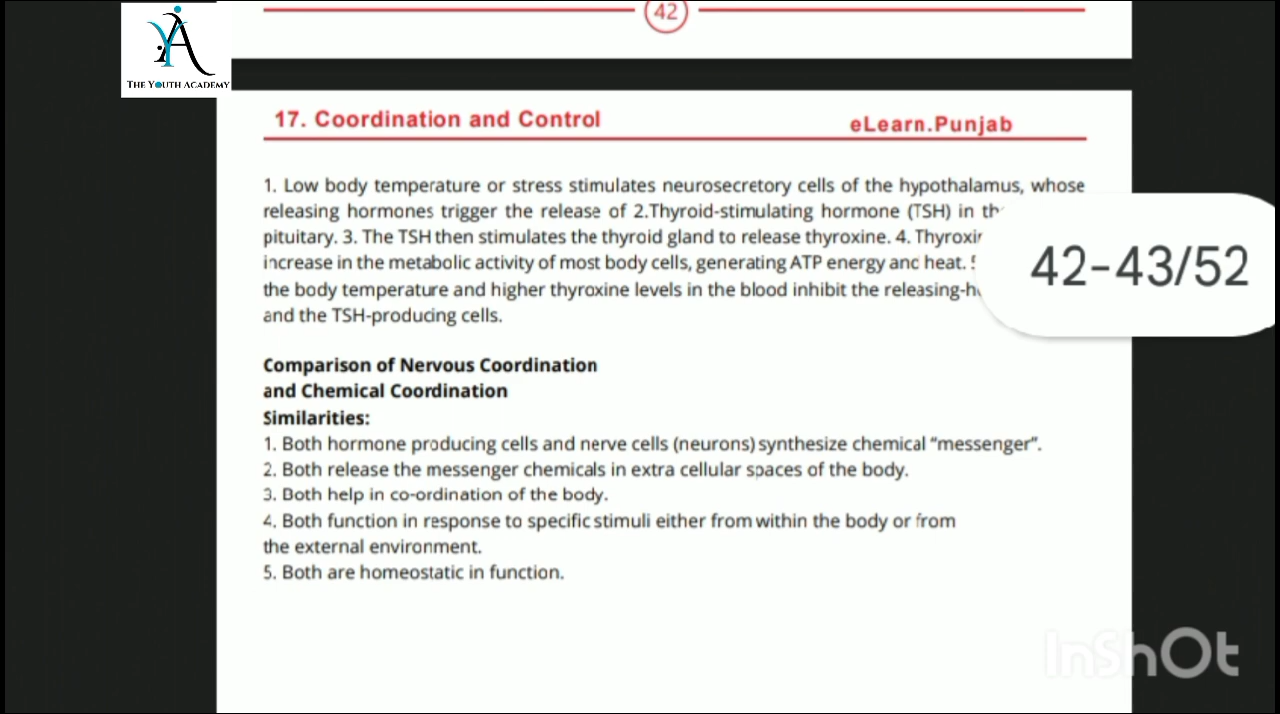 42
THE YOUTH ACADEMY
17. Coordination and Control
eLearn.Punjab
1. Low body temperature or stress stimulates neurosecretory cells of the hypothalamus, whose
releasing hormones trigger the release of 2.Thyroid-stimulating hormone (TSH) in
pituitary. 3. The TSH then stimulates the thyroid gland to release thyroxine. 4.
increase in the metabolic activity of most body cells, generating ATP energy and heat.
the body temperature and higher thyroxine levels in the blood inhibit the
and the TSH-producing cells.
42-43/52
Comparison of Nervous Coordination
and Chemical Coordination
Similarities:
1. Both hormone producing cells and nerve cells (neurons) synthesize chemical “messenger”.
2. Both release the messenger chemicals in extra cellular spaces of the body.
3. Both help in co-ordination of the body.
4. Both function in response to specific stimuli either from within the body or from
the external environment.
5. Both are homeostatic in function.
InShOt